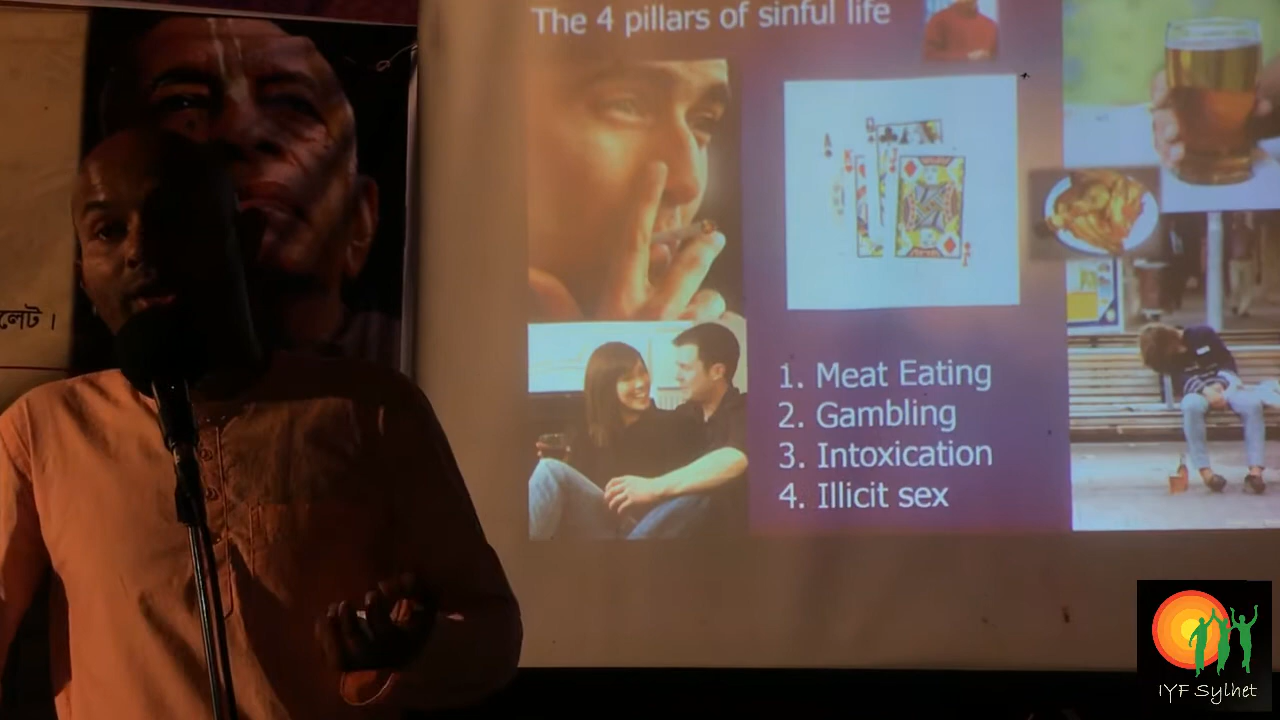 The 4 pillars of sinful life
লেট।
1. Meat Eating
2. Gambling
3. Intoxication
4. Illicit sex
IYF Sylhet